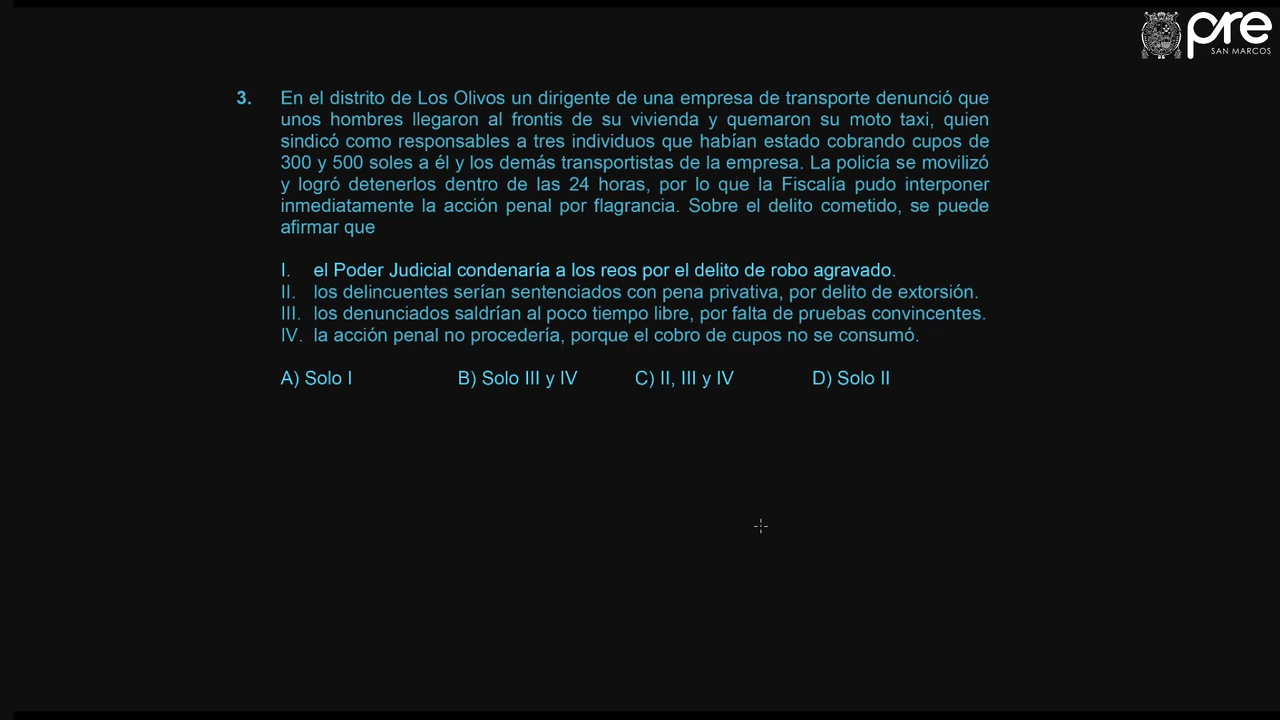 pre
SAN MARCOS
3. En el distrito de Los Olivos un dirigente de una empresa de transporte denunció que
unos hombres llegaron al frontis de su vivienda y quemaron su moto taxi, quien
sindicó como responsables a tres individuos que habían estado cobrando cupos de
300 y 500 soles a él y los demás transportistas de la empresa. La policía se movilizó
y logró detenerlos dentro de las 24 horas, por lo que la Fiscalía pudo interponer
inmediatamente la acción penal por flagrancia. Sobre el delito cometido, se puede
afirmar que
I. el Poder Judicial condenaría a los reos por el delito de robo agravado.
II. los delincuentes serían sentenciados con pena privativa, por delito de extorsión.
III. los denunciados saldrían al poco tiempo libre, por falta de pruebas convincentes.
IV. la acción penal no procedería, porque el cobro de cupos no se consumó.
A) Solo I B) Solo III y IV C) II, III y IV D) Solo II